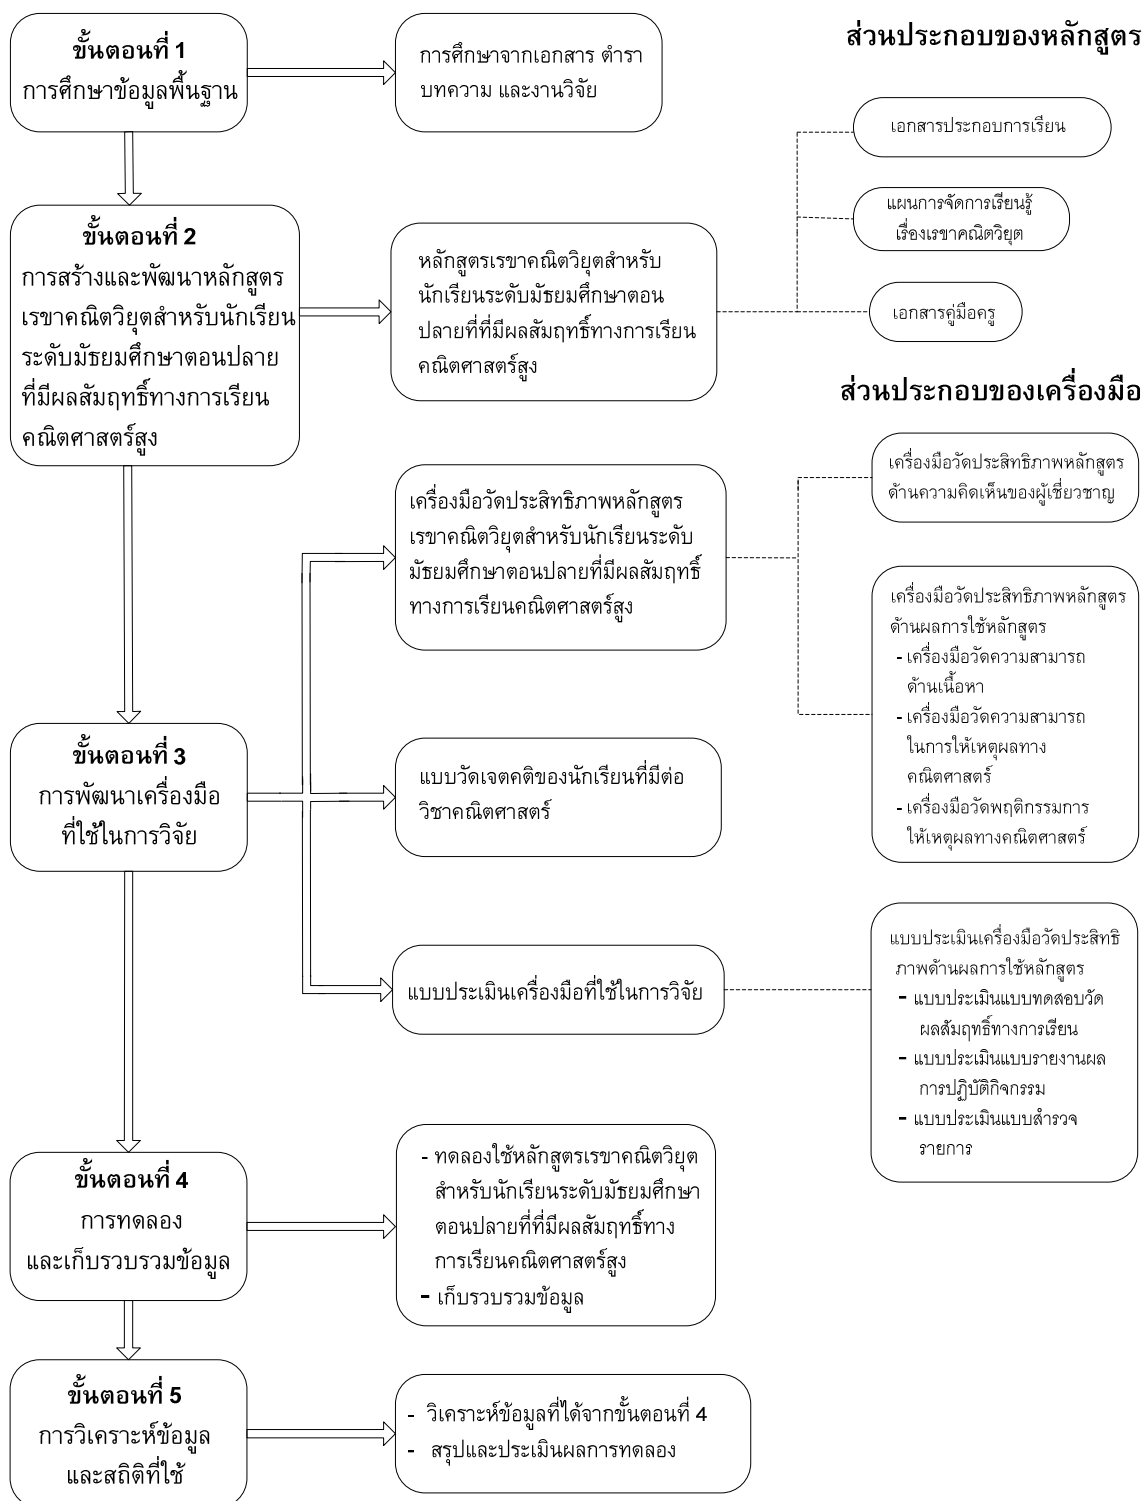 ขั้นตอนที่ 1
การศึกษาข้อมูลพื้นฐาน
การศึกษาจากเอกสาร ตำรา
บทความ และงานวิจัย
ส่วนประกอบของหลักสูตร
ขั้นตอนที่ 2
การสร้างและพัฒนาหลักสูตร
เรขาคณิตวิยุตสำหรับนักเรียน
ระดับมัธยมศึกษาตอนปลาย
ที่มีผลสัมฤทธิ์ทางการเรียน
คณิตศาสตร์สูง
หลักสูตรเรขาคณิตวิยุตสำหรับ
นักเรียนระดับมัธยมศึกษาตอน
ปลายที่ที่มีผลสัมฤทธิ์ทางการเรียน
คณิตศาสตร์สูง
เอกสารประกอบการเรียน
แผนการจัดการเรียนรู้
เรื่องเรขาคณิตวิยุต
เอกสารคู่มือครู
ส่วนประกอบของเครื่องมือ
ขั้นตอนที่ 3
การพัฒนาเครื่องมือ
ที่ใช้ในการวิจัย
เครื่องมือวัดประสิทธิภาพหลักสูตร
เรขาคณิตวิยุตสำหรับนักเรียนระดับ
มัธยมศึกษาตอนปลายที่มีผลสัมฤทธิ์
ทางการเรียนคณิตศาสตร์สูง
เครื่องมือวัดประสิทธิภาพหลักสูตร
ด้านความคิดเห็นของผู้เชี่ยวชาญ
เครื่องมือวัดประสิทธิภาพหลักสูตร
ด้านผลการใช้หลักสูตร
- เครื่องมือวัดความสามารถ
ด้านเนื้อหา
- เครื่องมือวัดความสามารถ
ในการให้เหตุผลทาง
คณิตศาสตร์
- เครื่องมือวัดพฤติกรรมการ
ให้เหตุผลทางคณิตศาสตร์
แบบวัดเจตคติของนักเรียนที่มีต่อ
วิชาคณิตศาสตร์
แบบประเมินเครื่องมือที่ใช้ในการวิจัย
แบบประเมินเครื่องมือวัดประสิทธิ
ภาพด้านผลการใช้หลักสูตร
- แบบประเมินแบบทดสอบวัด
ผลสัมฤทธิ์ทางการเรียน
- แบบประเมินแบบรายงานผล
การปฏิบัติกิจกรรม
- แบบประเมินแบบสำรวจ
รายการ
ขั้นตอนที่ 4
การทดลอง
และเก็บรวบรวมข้อมูล
- ทดลองใช้หลักสูตรเรขาคณิตวิยุต
สำหรับนักเรียนระดับมัธยมศึกษา
ตอนปลายที่ที่มีผลสัมฤทธิ์ทาง
การเรียนคณิตศาสตร์สูง
- เก็บรวบรวมข้อมูล
ขั้นตอนที่ 5
การวิเคราะห์ข้อมูล
และสถิติที่ใช้
- วิเคราะห์ข้อมูลที่ได้จากขั้นตอนที่ 4
- สรุปและประเมินผลการทดลอง